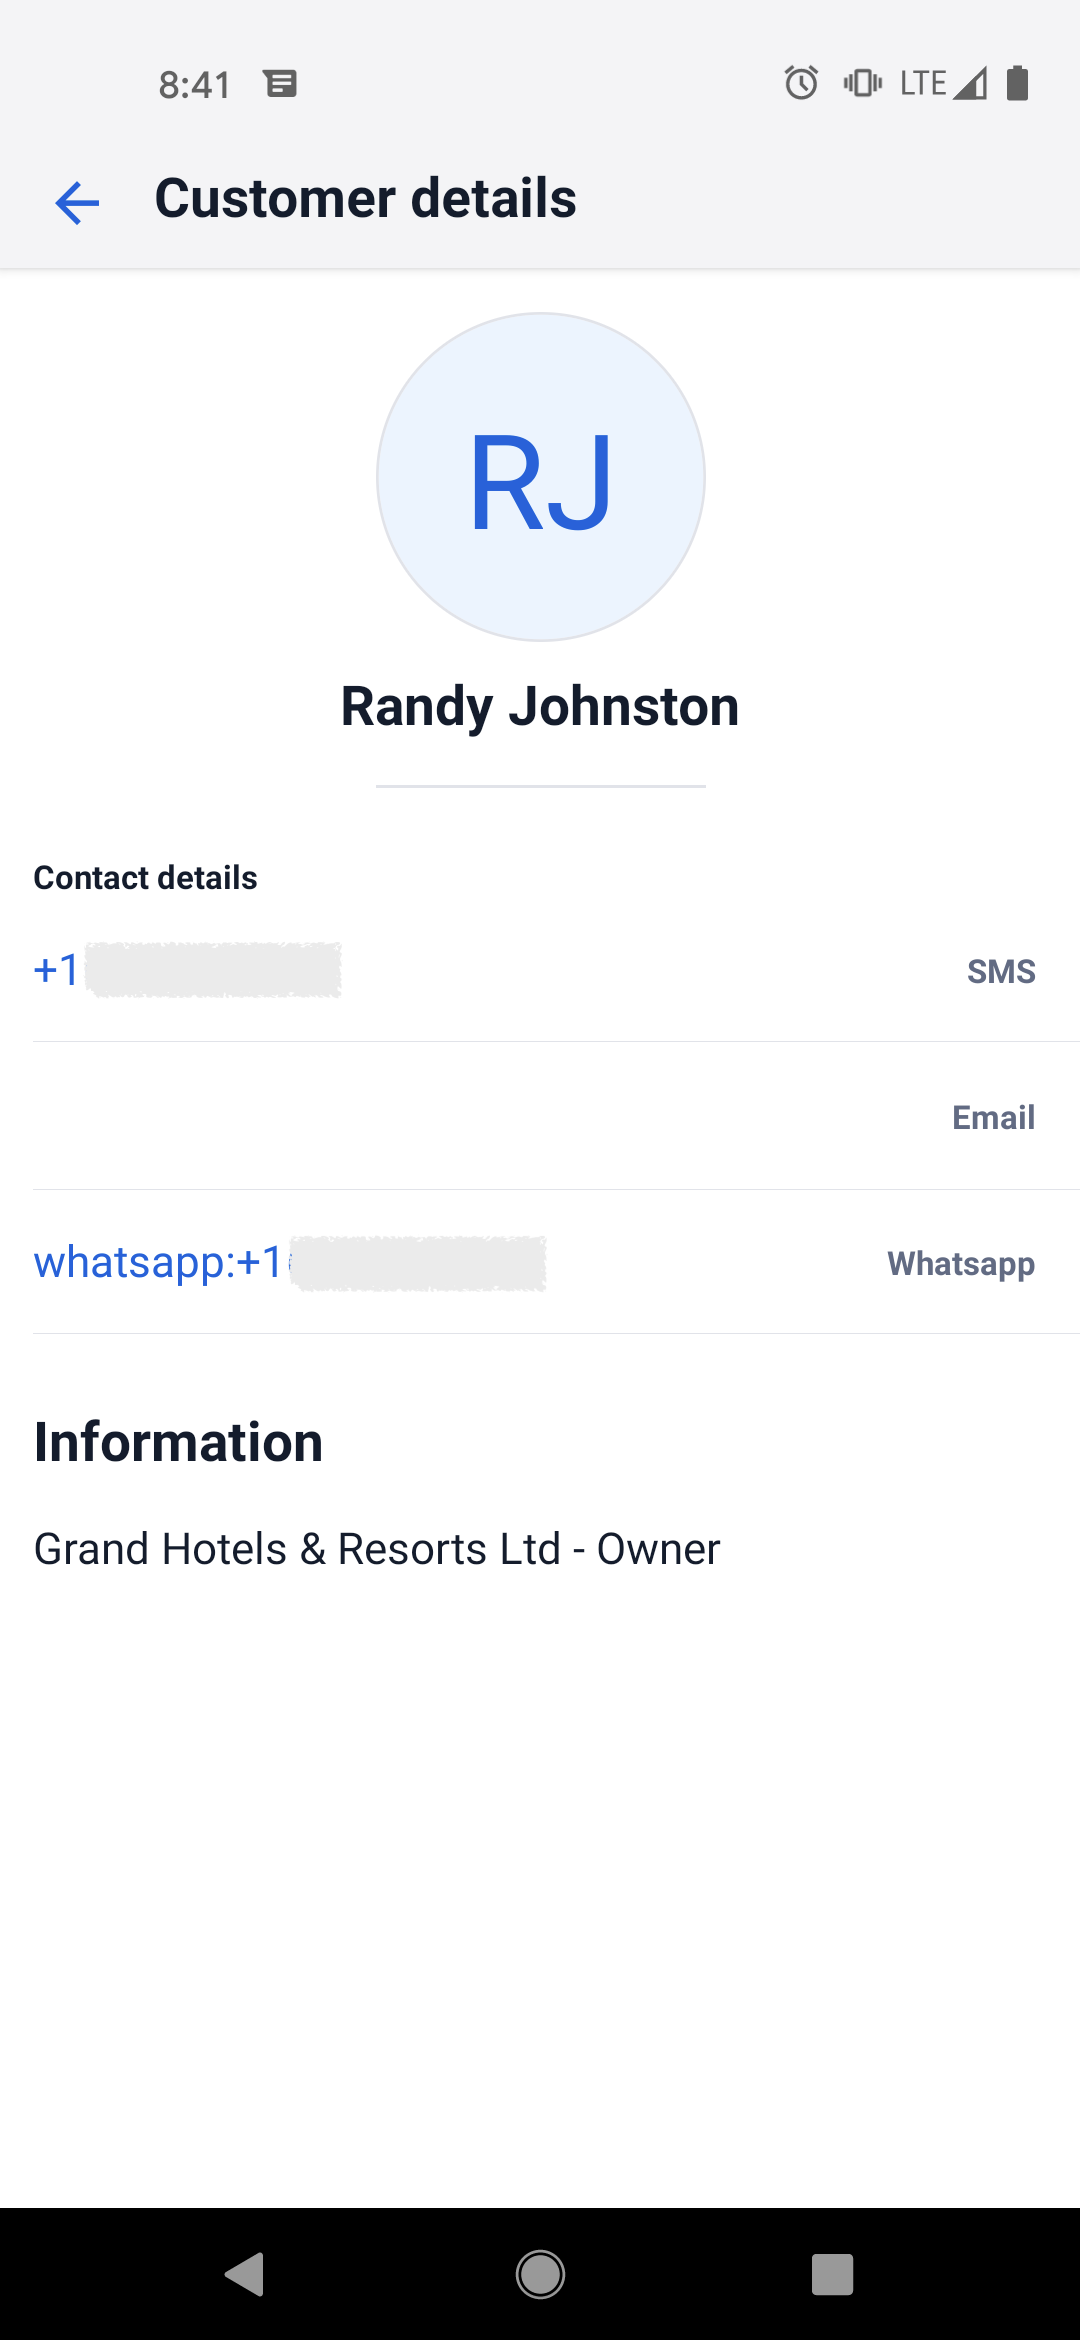 8:41
LTE
Customer details
RJ
Randy Johnston
Contact details
+1
SMS
Email
whatsapp:+1
Whatsapp
Information
Grand Hotels & Resorts Ltd - Owner